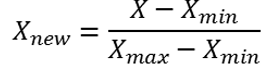 X_new = (X − X_min) / (X_max − X_min)